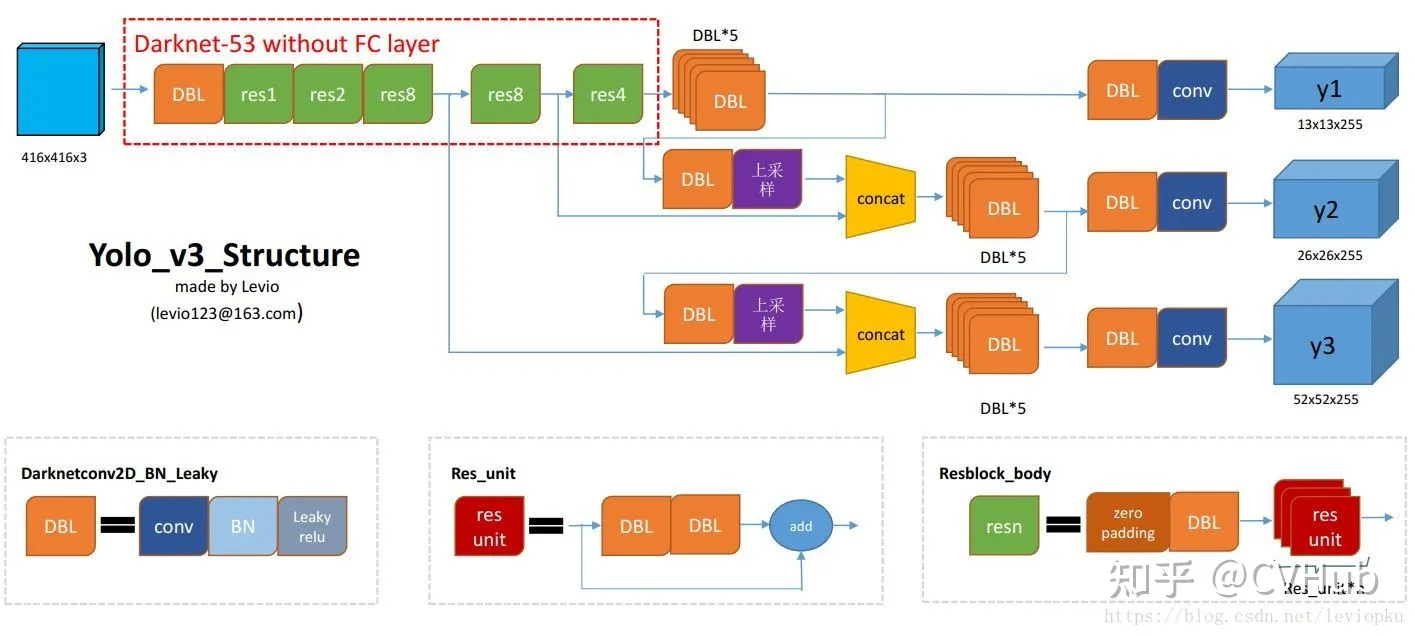 Darknet-53 without FC layer
DBL
res1
res2
res8
res8
res4
DBL*5
DBL
DBL
conv
y1
13x13x255
416x416x3
DBL
上采
样
concat
DBL
DBL*5
DBL
conv
y2
26x26x255
Yolo_v3_Structure
made by Levio
(levio123@163.com)
DBL
上采
样
concat
DBL
DBL*5
DBL
conv
y3
52x52x255
Darknetconv2D_BN_Leaky
DBL
conv
BN
Leaky
relu
Res_unit
res
unit
DBL
DBL
add
Resblock_body
resn
zero
padding
DBL
res
unit
Res_unit*n
知乎 @CVHub
https://blog.csdn.net/leviopku